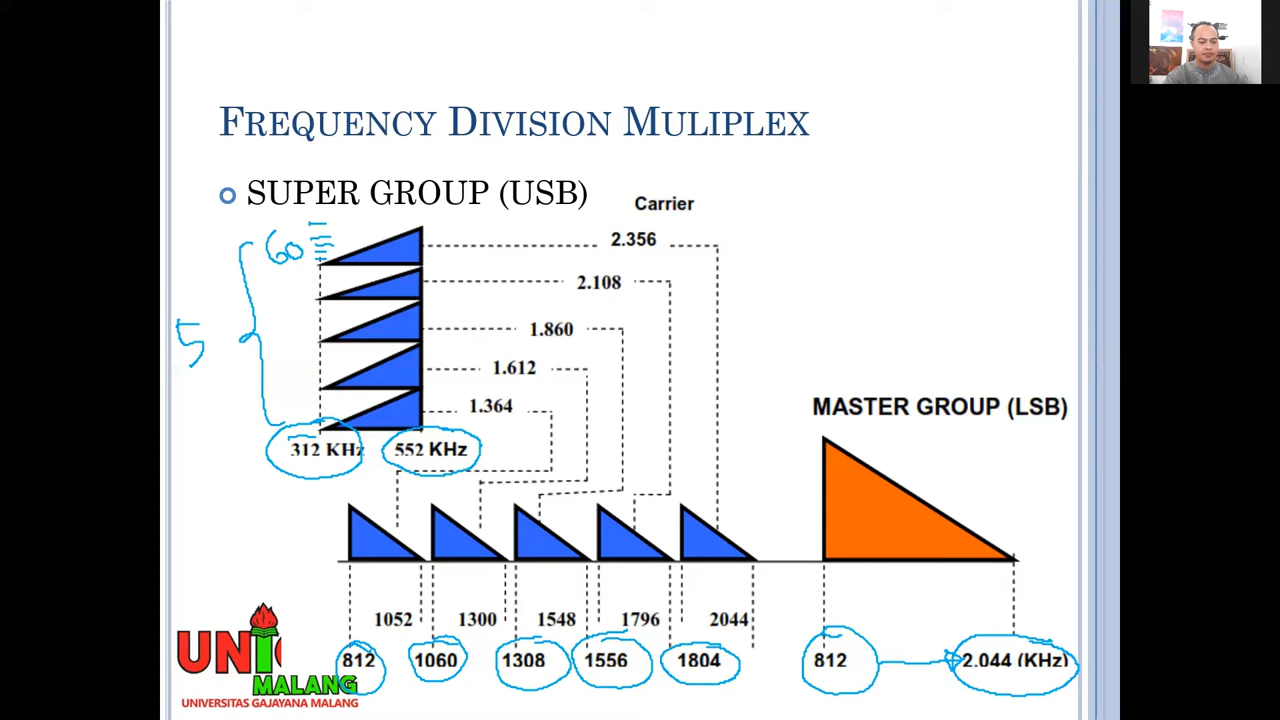 FREQUENCY DIVISION MULIPLEX
SUPER GROUP (USB)
Carrier
60
2.356
2.108
5
1.860
1.612
1.364
312 KHz 552 KHz
MASTER GROUP (LSB)
1052 1300 1548 1796 2044
812 1060 1308 1556 1804 812 2.044 (KHz)
UNI
MALANG
UNIVERSITAS GAJAYANA MALANG